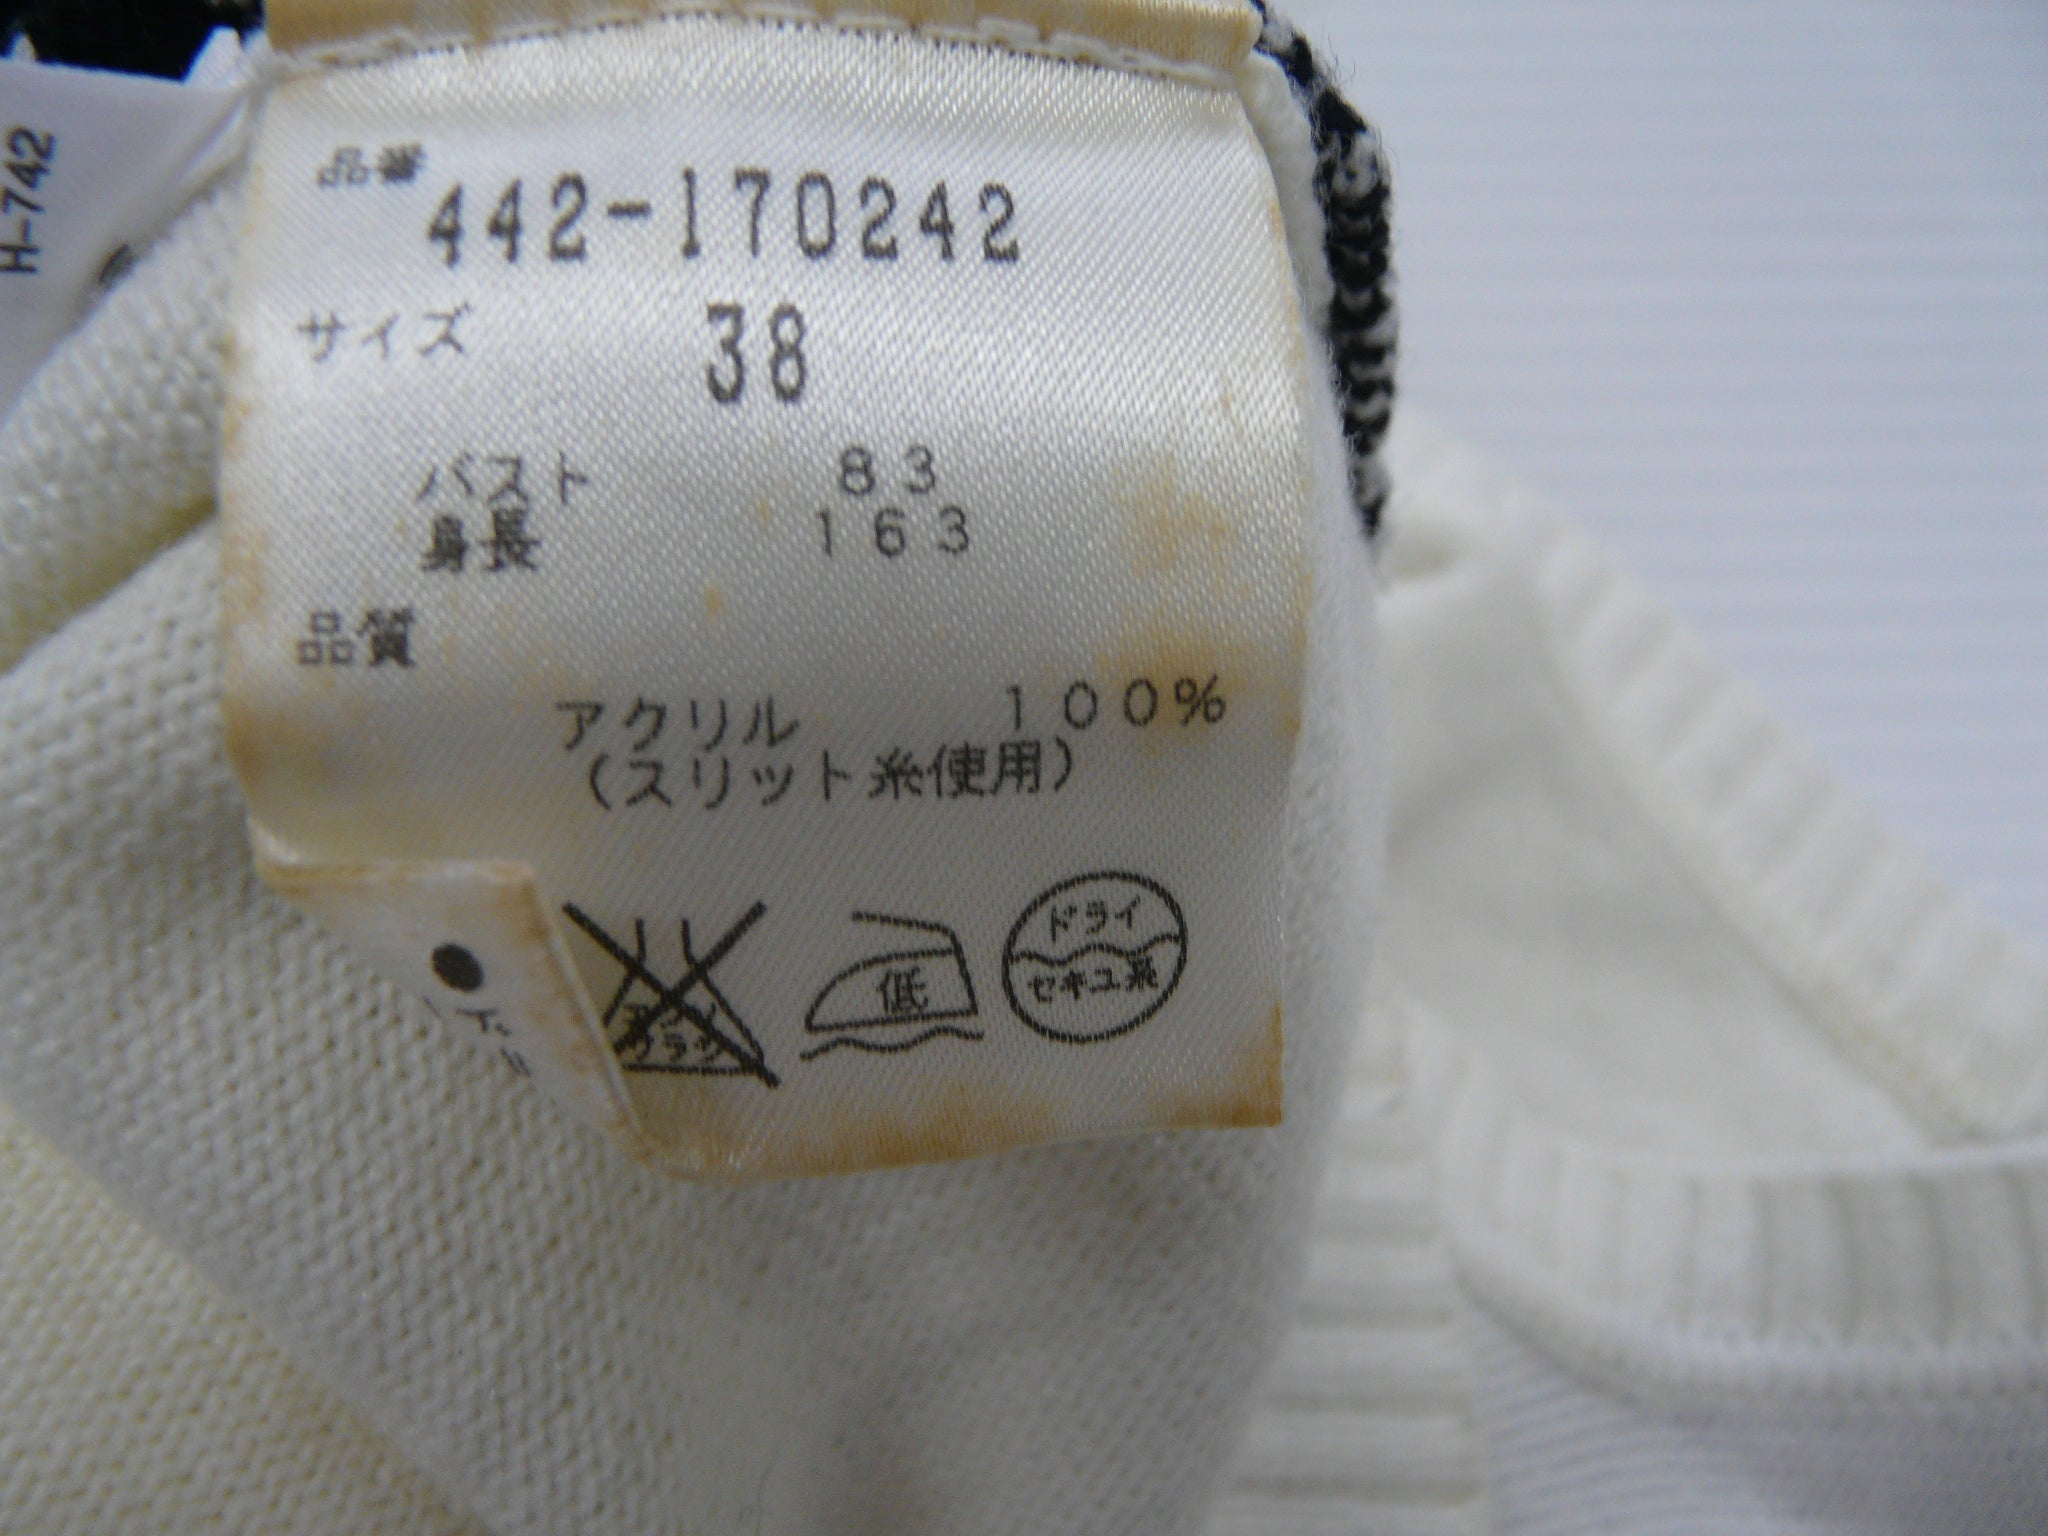 H-742
品番
442-170242
サイズ 38
バスト 83
身長 163
品質
アクリル 100%
(スリット糸使用)
低
ドライ
セキユ系